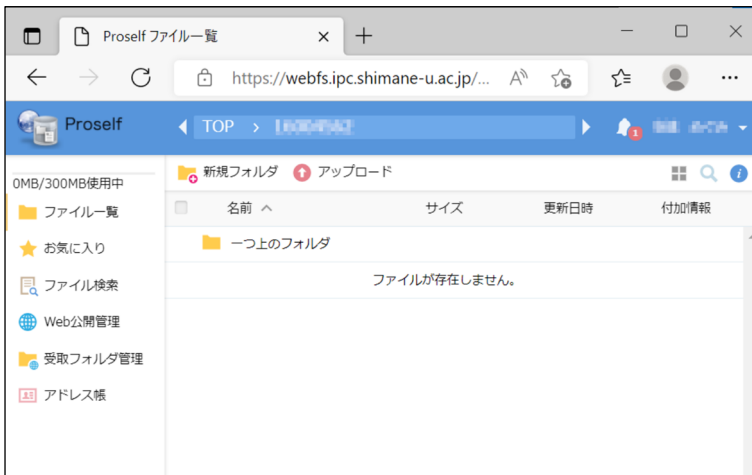 Proself ファイル一覧
https://webfs.ipc.shimane-u.ac.jp/...
Proself
TOP >
1
0MB/300MB使用中
新規フォルダ アップロード
ファイル一覧
名前 サイズ 更新日時 付加情報
お気に入り
一つ上のフォルダ
ファイル検索
ファイルが存在しません。
Web公開管理
受取フォルダ管理
アドレス帳